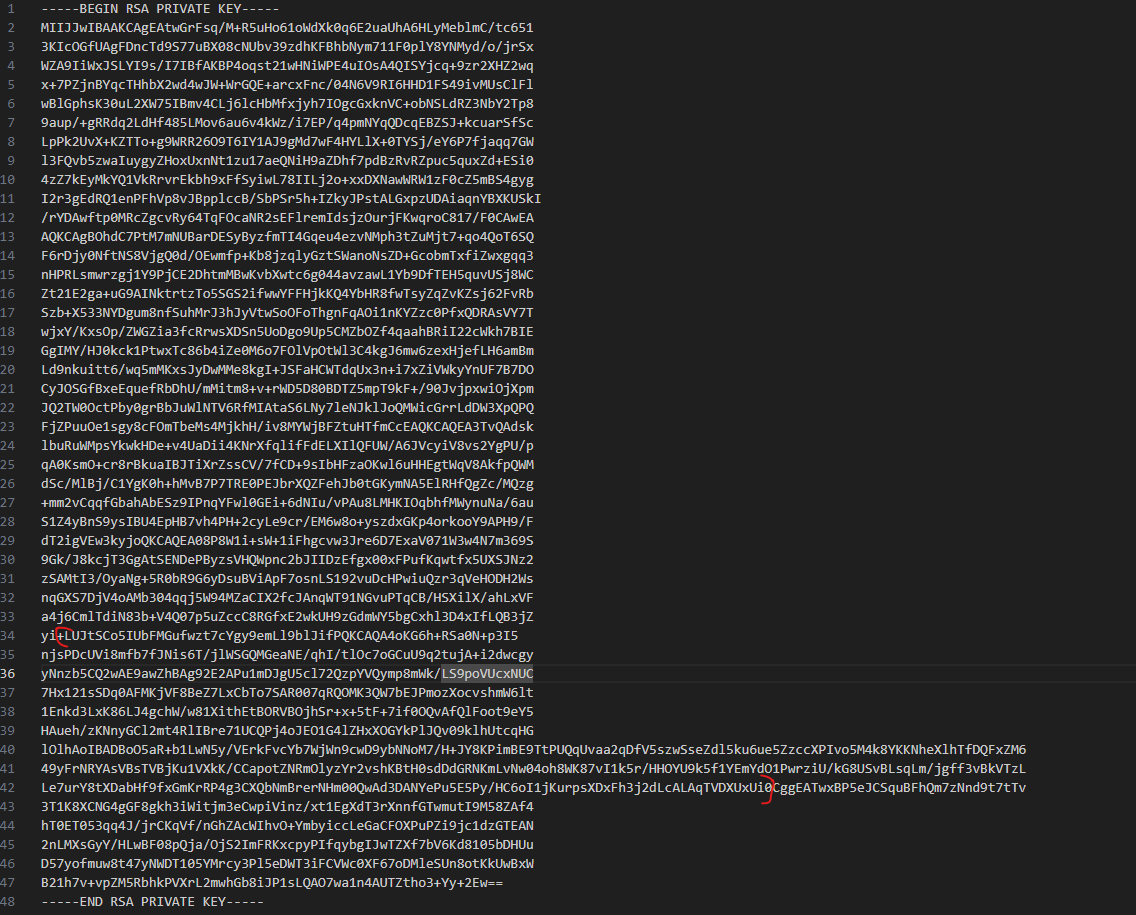 1 -----BEGIN RSA PRIVATE KEY-----
2 MIIJJwIBAAKCAgEAtwGrFsq/M+R5uHo61oWdXk0q6E2uaUhA6HLyMeblmC/tc651
3 3KIcOGfUAgFDncTd9S77uBX08cNUbv39zdhKFBhbNym711F0plY8YNMyd/o/jrSx
4 WZA9IiWxJSLYI9s/I7IBfAKBP4oqst21wHNiWPE4uIOsA4QISYjcq+9zr2XHZ2wq
5 x+7PZjnBYqcTHhbX2wd4wJW+WrGQE+arcxFnc/04N6V9RI6HHD1FS49ivMUsClFl
6 wBlGphsK30uL2XW75IBmv4CLj6lcHbMfxjyh7IOgcGxknVC+obNSLdRZ3NbY2Tp8
7 9aup/+gRRdq2LdHf485LMov6au6v4kWz/i7EP/q4pmNYqQDcqEBZSJ+kcuarSfSc
8 LpPk2UvX+KZTTo+g9WRR26O9T6IY1AJ9gMd7wF4HYLlX+0TYSj/eY6P7fjaqq7GW
9 l3FQvb5zwaIuygyZHoxUxnNt1zu17aeQNiH9aZDhf7pdBzRvRZpuc5quxZd+ESi0
10 4zZ7kEyMkYQ1VkRrvrEkbh9xFfSyiwL78IILj2o+xxDXNawWRW1zF0cZ5mBS4gyg
11 I2r3gEdRQ1enPFhVp8vJBpplccB/SbPSr5h+IZkyJPstALGxpzUDAiaqnYBXKUSkI
12 /rYDAwftp0MRcZgcvRy64TqFOcaNR2sEFlremIdsjzOurjFKwqroC817/F0CAwEA
13 AQKCAgBOhdC7PtM7mNUBarDESyByzfmTI4Gqeu4ezvNMph3tZuMjt7+qo4QoT6SQ
14 F6rDjy0NftNS8VjgQ0d/OEwmfp+Kb8jzqlyGztSWanoNsZD+GcobmTxfiZwxgqq3
15 nHPRLsmwrzgj1Y9PjCE2DhtmMBwKvbXwtc6g044avzawL1Yb9DfTEH5quvUSj8WC
16 Zt21E2ga+uG9AINktrtzTo5SGS2ifwwYFFHjkKQ4YbHR8fwTsyZqZvKZsj62FvRb
17 Szb+X533NYDgum8nfSuhMrJ3hJyVtwSoOFoThgnFqAOi1nKYZzc0PfxQDRAsVY7T
18 wjxY/KxsOp/ZWGZia3fcRrwsXDSn5UoDgo9Up5CMZbOZf4qaahBRiI22cWkh7BIE
19 GgIMY/HJ0kck1PtwxTc86b4iZe0M6o7FOlVpOtWl3C4kgJ6mw6zexHjefLH6amBm
20 Ld9nkuitt6/wq5mMKxsJyDwMMe8kgI+JSFaHCWTdqUx3n+i7xZiVWkyYnUF7B7DO
21 CyJOSGfBxeEquefRbDhU/mMitm8+v+rWD5D80BDTZ5mpT9kF+/90JvjpxwiOjXpm
22 JQ2TW0OctPby0grBbJuWlNTV6RfMIAtaS6LNy7leNJklJoQMWicGrrLdDW3XpQPQ
23 FjZPuuOe1sgy8cFOmTbeMs4MjkhH/iv8MYWjBFZtuHTfmCcEAQKCAQEA3TvQAdsk
24 lbuRuWMpsYkwkHDe+v4UaDii4KNrXfqlifFdELXIlQFUW/A6JVcyiV8vs2YgPU/p
25 qA0KsmO+cr8rBkuaIBJTiXrZssCV/7fCD+9sIbHFzaOKwl6uHHEgtWqV8AkfpQWM
26 dSc/MlBj/C1YgK0h+hMvB7P7TRE0PEJbrXQZFehJb0tGKymNA5ElRHfQgZc/MQzg
27 +mm2vCqqfGbahAbESz9IPnqYFwl0GEi+6dNIu/vPAu8LMHKIOqbhfMWynuNa/6au
28 S1Z4yBnS9ysIBU4EpHB7vh4PH+2cyLe9cr/EM6w8o+yszdxGKp4orkooY9APH9/F
29 dT2igVEw3kyjoQKCAQEA08P8W1i+sW+1iFhgcvw3Jre6D7ExaV071W3w4N7m369S
30 9Gk/J8kcjT3GgAtSENDePByzsVHQWpnc2bJIIDzEfgx00xFPufKqwtfx5UXSJNz2
31 zSAMtI3/OyaNg+5R0bR9G6yDsuBViApF7osnLS192vuDcHPwiuQzr3qVeHODH2Ws
32 nqGXS7DjV4oAMb304qqj5W94MZaCIX2fcJAnqWT91NGvuPTqCB/HSXilX/ahLxVF
33 a4j6CmlTdiN83b+V4Q07p5uZccC8RGfxE2wkUH9zGdmWY5bgCxhl3D4xIfLQB3jZ
34 yi+LUJtSCo5IUbFMGufwzt7cYgy9emLl9blJifPQKCAQA4oKG6h+RSa0N+p3I5
35 njsPDcUVi8mfb7fJNis6T/jlWSGQMGeaNE/qhI/tlOc7oGCuU9q2tujA+i2dwcgy
36 yNnzb5CQ2wAE9awZhBAg92E2APu1mDJgU5cl72QzpYVQymp8mWk/LS9poVUcxNUC
37 7Hx121sSDq0AFMKjVF8BeZ7LxCbTo7SAR007qRQOMK3QW7bEJPmozXocvshmW6lt
38 1Enkd3LxK86LJ4gchW/w81XithEtBORVBOjhSr+x+5tF+7if0OQvAfQlFoot9eY5
39 HAueh/zKNnyGCl2mt4RlIBre71UCQPj4oJEO1G4lZHxXOGYkPlJQv09klhUtcqHG
40 lOlhAoIBADBoO5aR+b1LwN5y/VErkFvcYb7WjWn9cwD9ybNNoM7/H+JY8KPimBE9TtPUQqUvaa2qDfV5szwSseZdl5ku6ue5ZzccXPIvo5M4k8YKKNheXlhTfDQFxZM6
41 49yFrNRYAsVBsTVBjKu1VXkK/CCapotZNRmOlyzYr2vshKBtH0sdDdGRNKmLvNw04oh8WK87vI1k5r/HHOYU9k5f1YEmYdO1PwrziU/kG8USvBLsqLm/jgff3vBkVTzL
42 Le7urY8tXDabHf9fxGmKrRP4g3CXQbNmBrerNHm00QwAd3DANYePu5E5Py/HC6oI1jKurpsXDxFh3j2dLcALAqTVDXUxUi0CggEATwxBP5eJCSquBFhQm7zNnd9t7tTv
43 3T1K8XCNG4gGF8gkh3iWitjm3eCwpiVinz/xt1EgXdT3rXnnfGTwmutI9M58ZAf4
44 hT0ET053qq4J/jrCKqVf/nGhZAcWIhvO+YmbyiccLeGaCFOXPuPZi9jc1dzGTEAN
45 2nLMXsGyY/HLwBF08pQja/OjS2ImFRKxcpyPIfqybgIJwTZXf7bV6Kd8105bDHUu
46 D57yofmuw8t47yNWDT105YMrcy3Pl5eDWT3iFCVWc0XF67oDMleSUn8otKkUwBxW
47 B21h7v+vpZM5RbhkPVXrL2mwhGb8iJP1sLQAO7wa1n4AUTZtho3+Yy+2Ew==
48 -----END RSA PRIVATE KEY-----